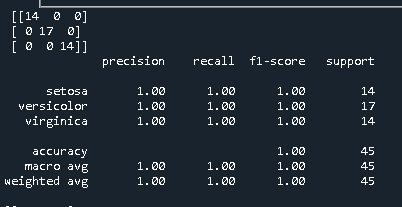 [[14  0  0]
 [ 0 17  0]
 [ 0  0 14]]
              precision    recall  f1-score   support
      setosa       1.00      1.00      1.00        14
  versicolor       1.00      1.00      1.00        17
   virginica       1.00      1.00      1.00        14
    accuracy                           1.00        45
   macro avg       1.00      1.00      1.00        45
weighted avg       1.00      1.00      1.00        45